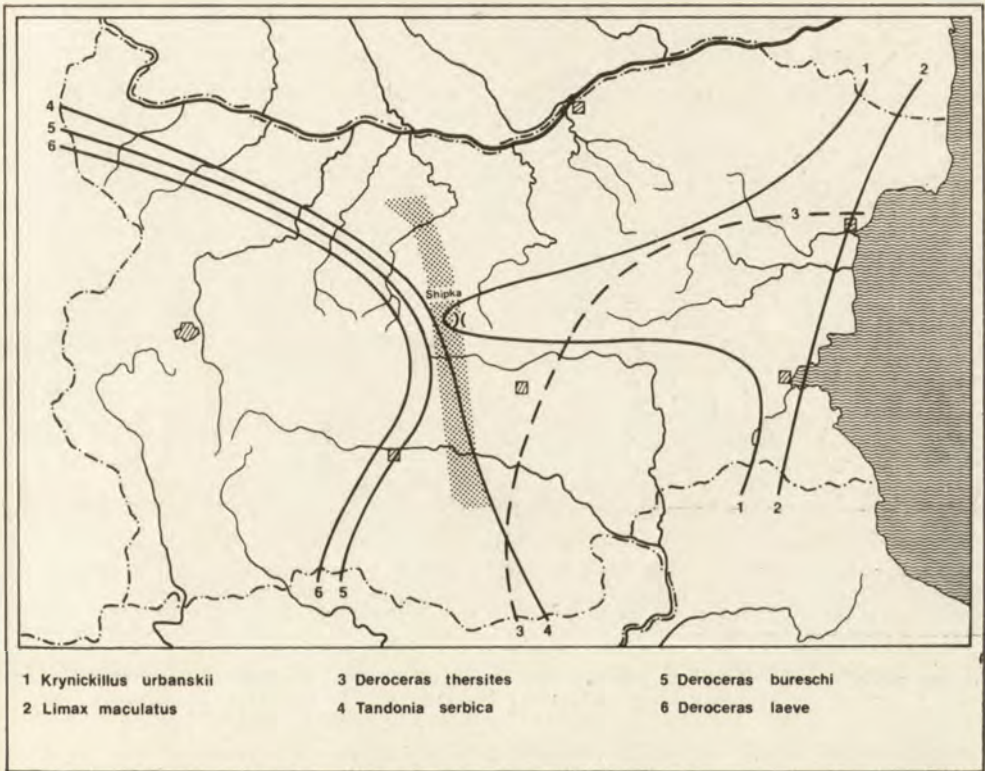 1
2
4
5
6
3
Shipka
1
2
6
5
3
4
1 Krynickillus urbanskii
3 Deroceras thersites
5 Deroceras bureschi
2 Limax maculatus
4 Tandonia serbica
6 Deroceras laeve